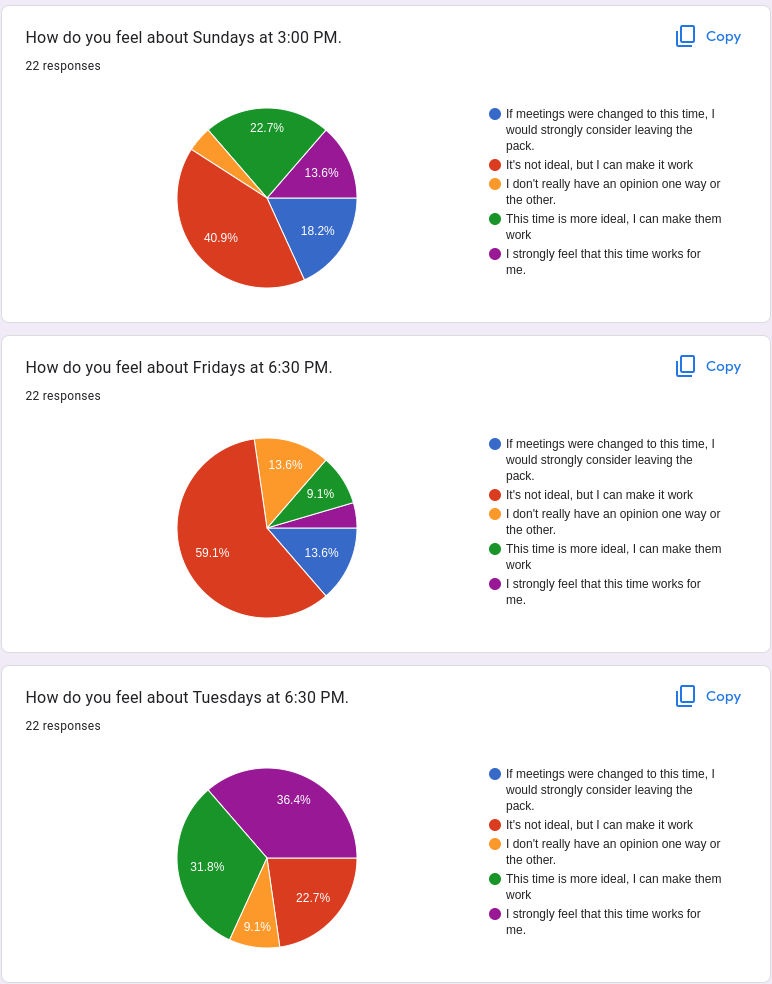 How do you feel about Sundays at 3:00 PM.
Copy
22 responses
22.7%
13.6%
40.9%
18.2%
If meetings were changed to this time, I
would strongly consider leaving the
pack.
It's not ideal, but I can make it work
I don't really have an opinion one way or
the other.
This time is more ideal, I can make them
work
I strongly feel that this time works for
me.
How do you feel about Fridays at 6:30 PM.
Copy
22 responses
13.6%
9.1%
59.1%
13.6%
If meetings were changed to this time, I
would strongly consider leaving the
pack.
It's not ideal, but I can make it work
I don't really have an opinion one way or
the other.
This time is more ideal, I can make them
work
I strongly feel that this time works for
me.
How do you feel about Tuesdays at 6:30 PM.
Copy
22 responses
36.4%
31.8%
22.7%
9.1%
If meetings were changed to this time, I
would strongly consider leaving the
pack.
It's not ideal, but I can make it work
I don't really have an opinion one way or
the other.
This time is more ideal, I can make them
work
I strongly feel that this time works for
me.